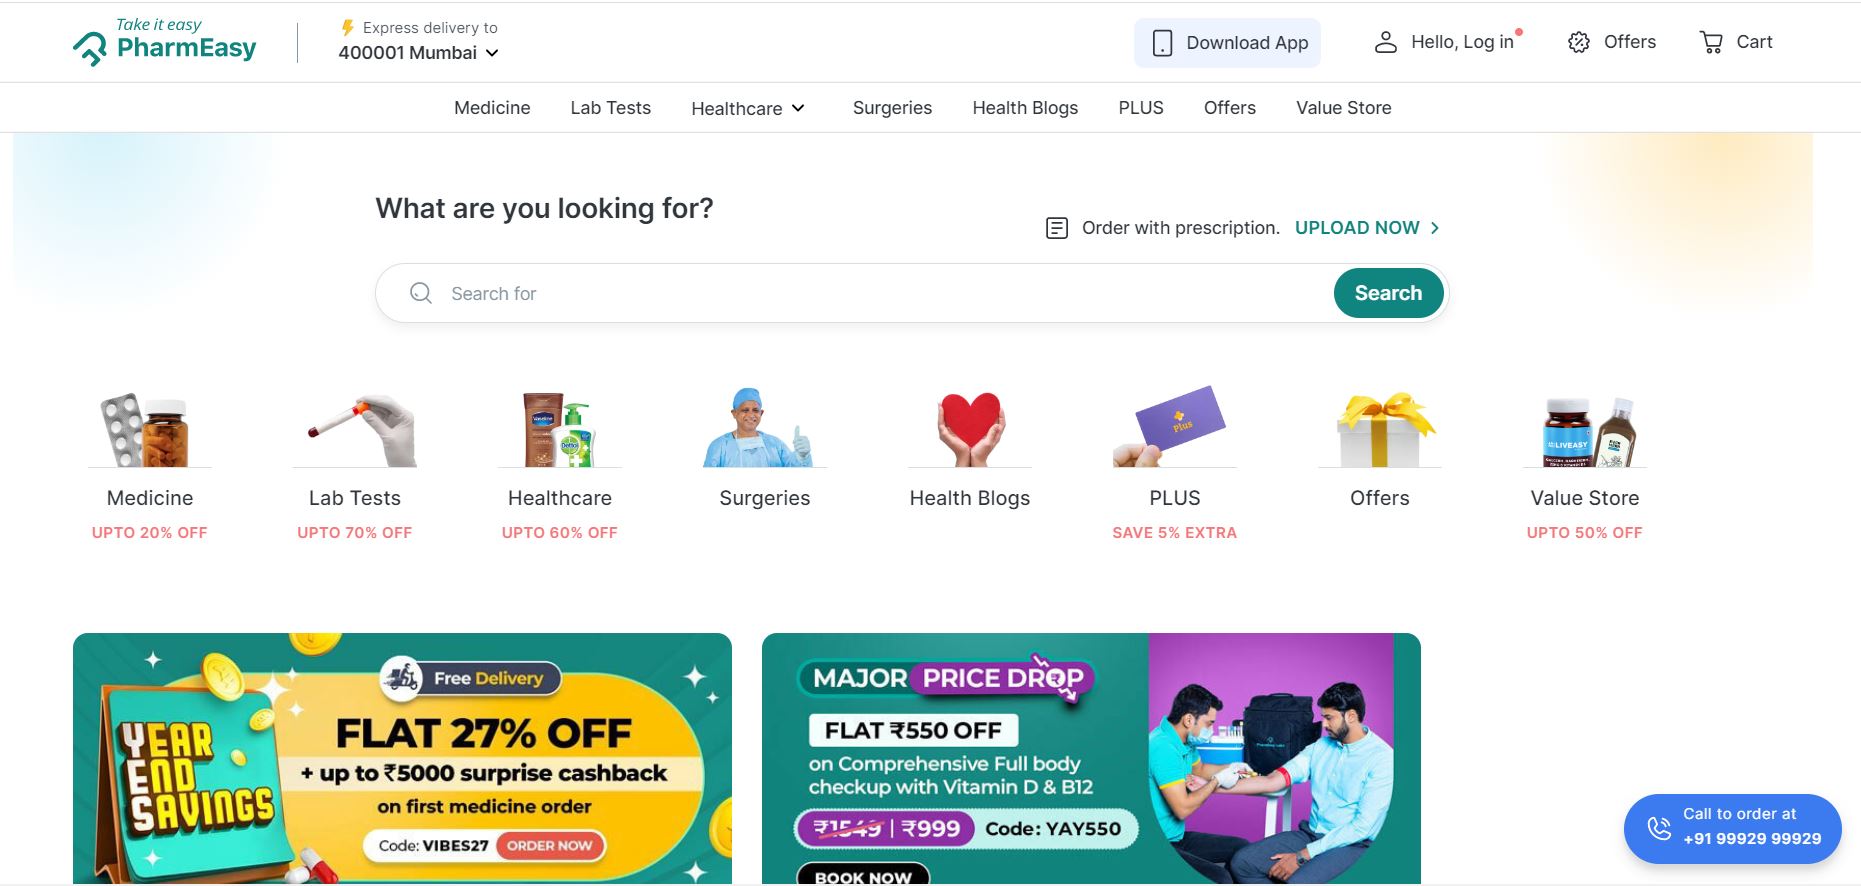 Take it easy
PharmEasy
Express delivery to
400001 Mumbai
Download App
Hello, Log in
Offers
Cart
Medicine
Lab Tests
Healthcare
Surgeries
Health Blogs
PLUS
Offers
Value Store
What are you looking for?
Order with prescription. UPLOAD NOW
Search for
Search
Vaseline
Dettol
Plus
LIVEASY
Medicine
UPTO 20% OFF
Lab Tests
UPTO 70% OFF
Healthcare
UPTO 60% OFF
Surgeries
Health Blogs
PLUS
SAVE 5% EXTRA
Offers
Value Store
UPTO 50% OFF
YEAR
END
SAVINGS
Free Delivery
FLAT 27% OFF
+ up to ₹5000 surprise cashback
on first medicine order
Code: VIBES27 ORDER NOW
MAJOR PRICE DROP
FLAT ₹550 OFF
on Comprehensive Full body
checkup with Vitamin D & B12
₹1549 | ₹999 Code: YAY550
BOOK NOW
Call to order at
+91 99929 99929